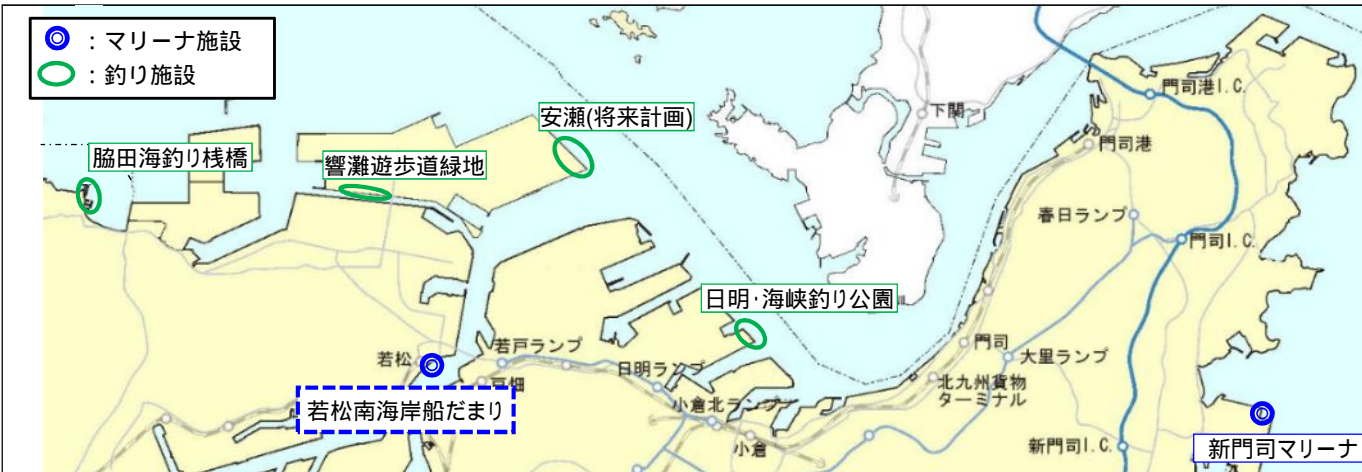 ：マリーナ施設
：釣り施設
安瀬(将来計画)
脇田海釣り桟橋
響灘遊歩道緑地
下関
門司港I.C.
門司港
春日ランプ
門司I.C.
日明・海峡釣り公園
若松
若戸ランプ
戸畑
日明ランプ
門司
大里ランプ
北九州貨物
ターミナル
若松南海岸船だまり
小倉北ランプ
小倉
新門司I.C.
新門司マリーナ